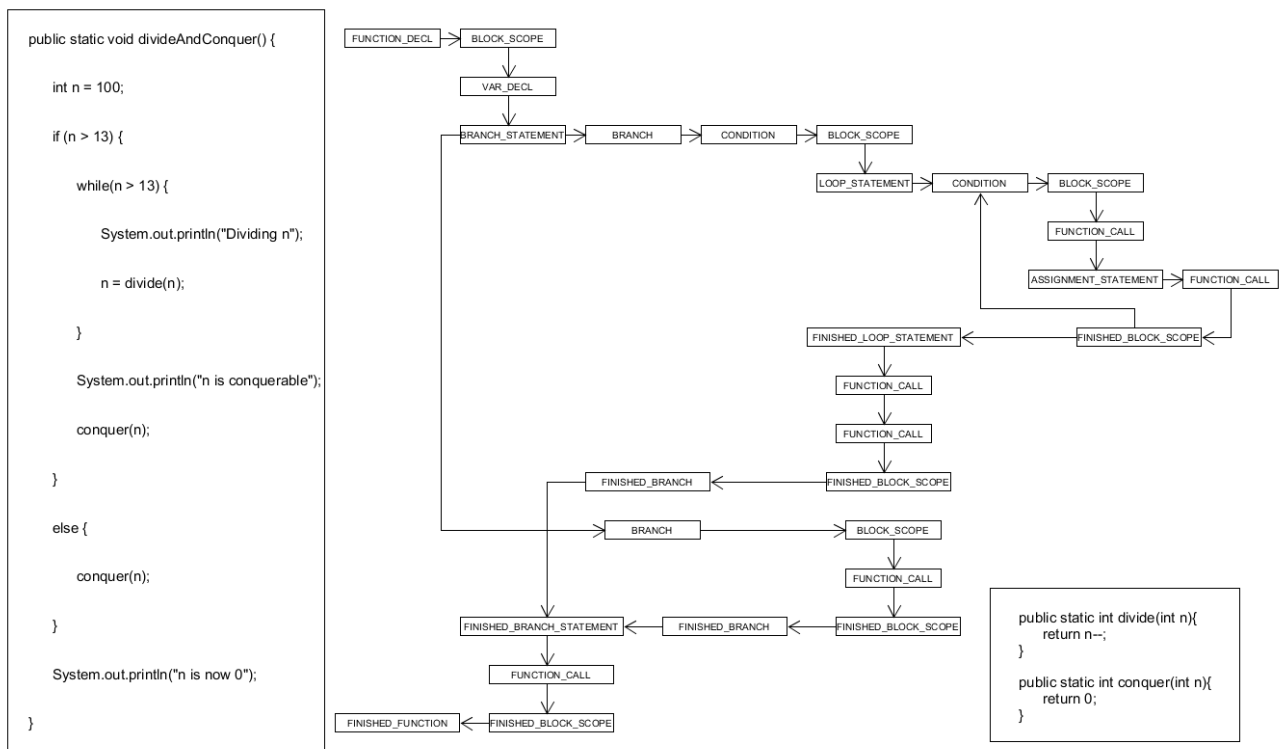 public static void divideAndConquer() {
int n = 100;
if (n > 13) {
while(n > 13) {
System.out.println("Dividing n");
n = divide(n);
}
System.out.println("n is conquerable");
conquer(n);
}
else {
conquer(n);
}
System.out.println("n is now 0");
}
FUNCTION_DECL
BLOCK_SCOPE
VAR_DECL
BRANCH_STATEMENT
BRANCH
CONDITION
BLOCK_SCOPE
LOOP_STATEMENT
CONDITION
BLOCK_SCOPE
FUNCTION_CALL
ASSIGNMENT_STATEMENT
FUNCTION_CALL
FINISHED_LOOP_STATEMENT
FINISHED_BLOCK_SCOPE
FUNCTION_CALL
FUNCTION_CALL
FINISHED_BRANCH
FINISHED_BLOCK_SCOPE
BRANCH
BLOCK_SCOPE
FUNCTION_CALL
FINISHED_BRANCH_STATEMENT
FINISHED_BRANCH
FINISHED_BLOCK_SCOPE
FUNCTION_CALL
FINISHED_FUNCTION
FINISHED_BLOCK_SCOPE
public static int divide(int n){
return n--;
}
public static int conquer(int n){
return 0;
}